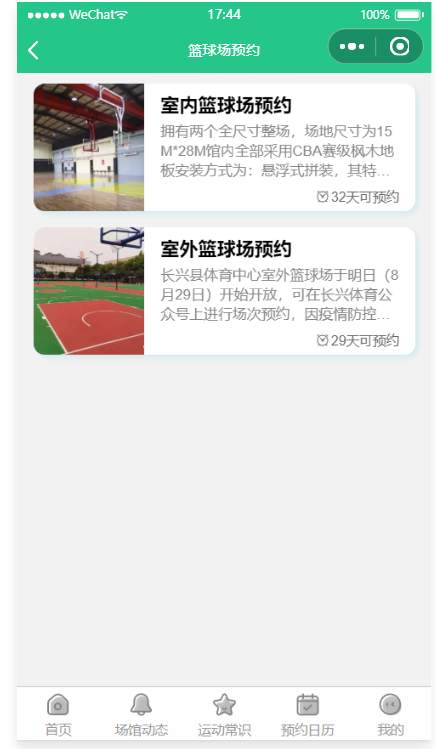 WeChat
17:44
100%
篮球场预约
室内篮球场预约
拥有两个全尺寸整场，场地尺寸为15
M*28M馆内全部采用CBA赛级枫木地
板安装方式为：悬浮式拼装，其特...
32天可预约
室外篮球场预约
长兴县体育中心室外篮球场于明日（8
月29日）开始开放，可在长兴体育公
众号上进行场次预约，因疫情防控...
29天可预约
首页
场馆动态
运动常识
预约日历
我的